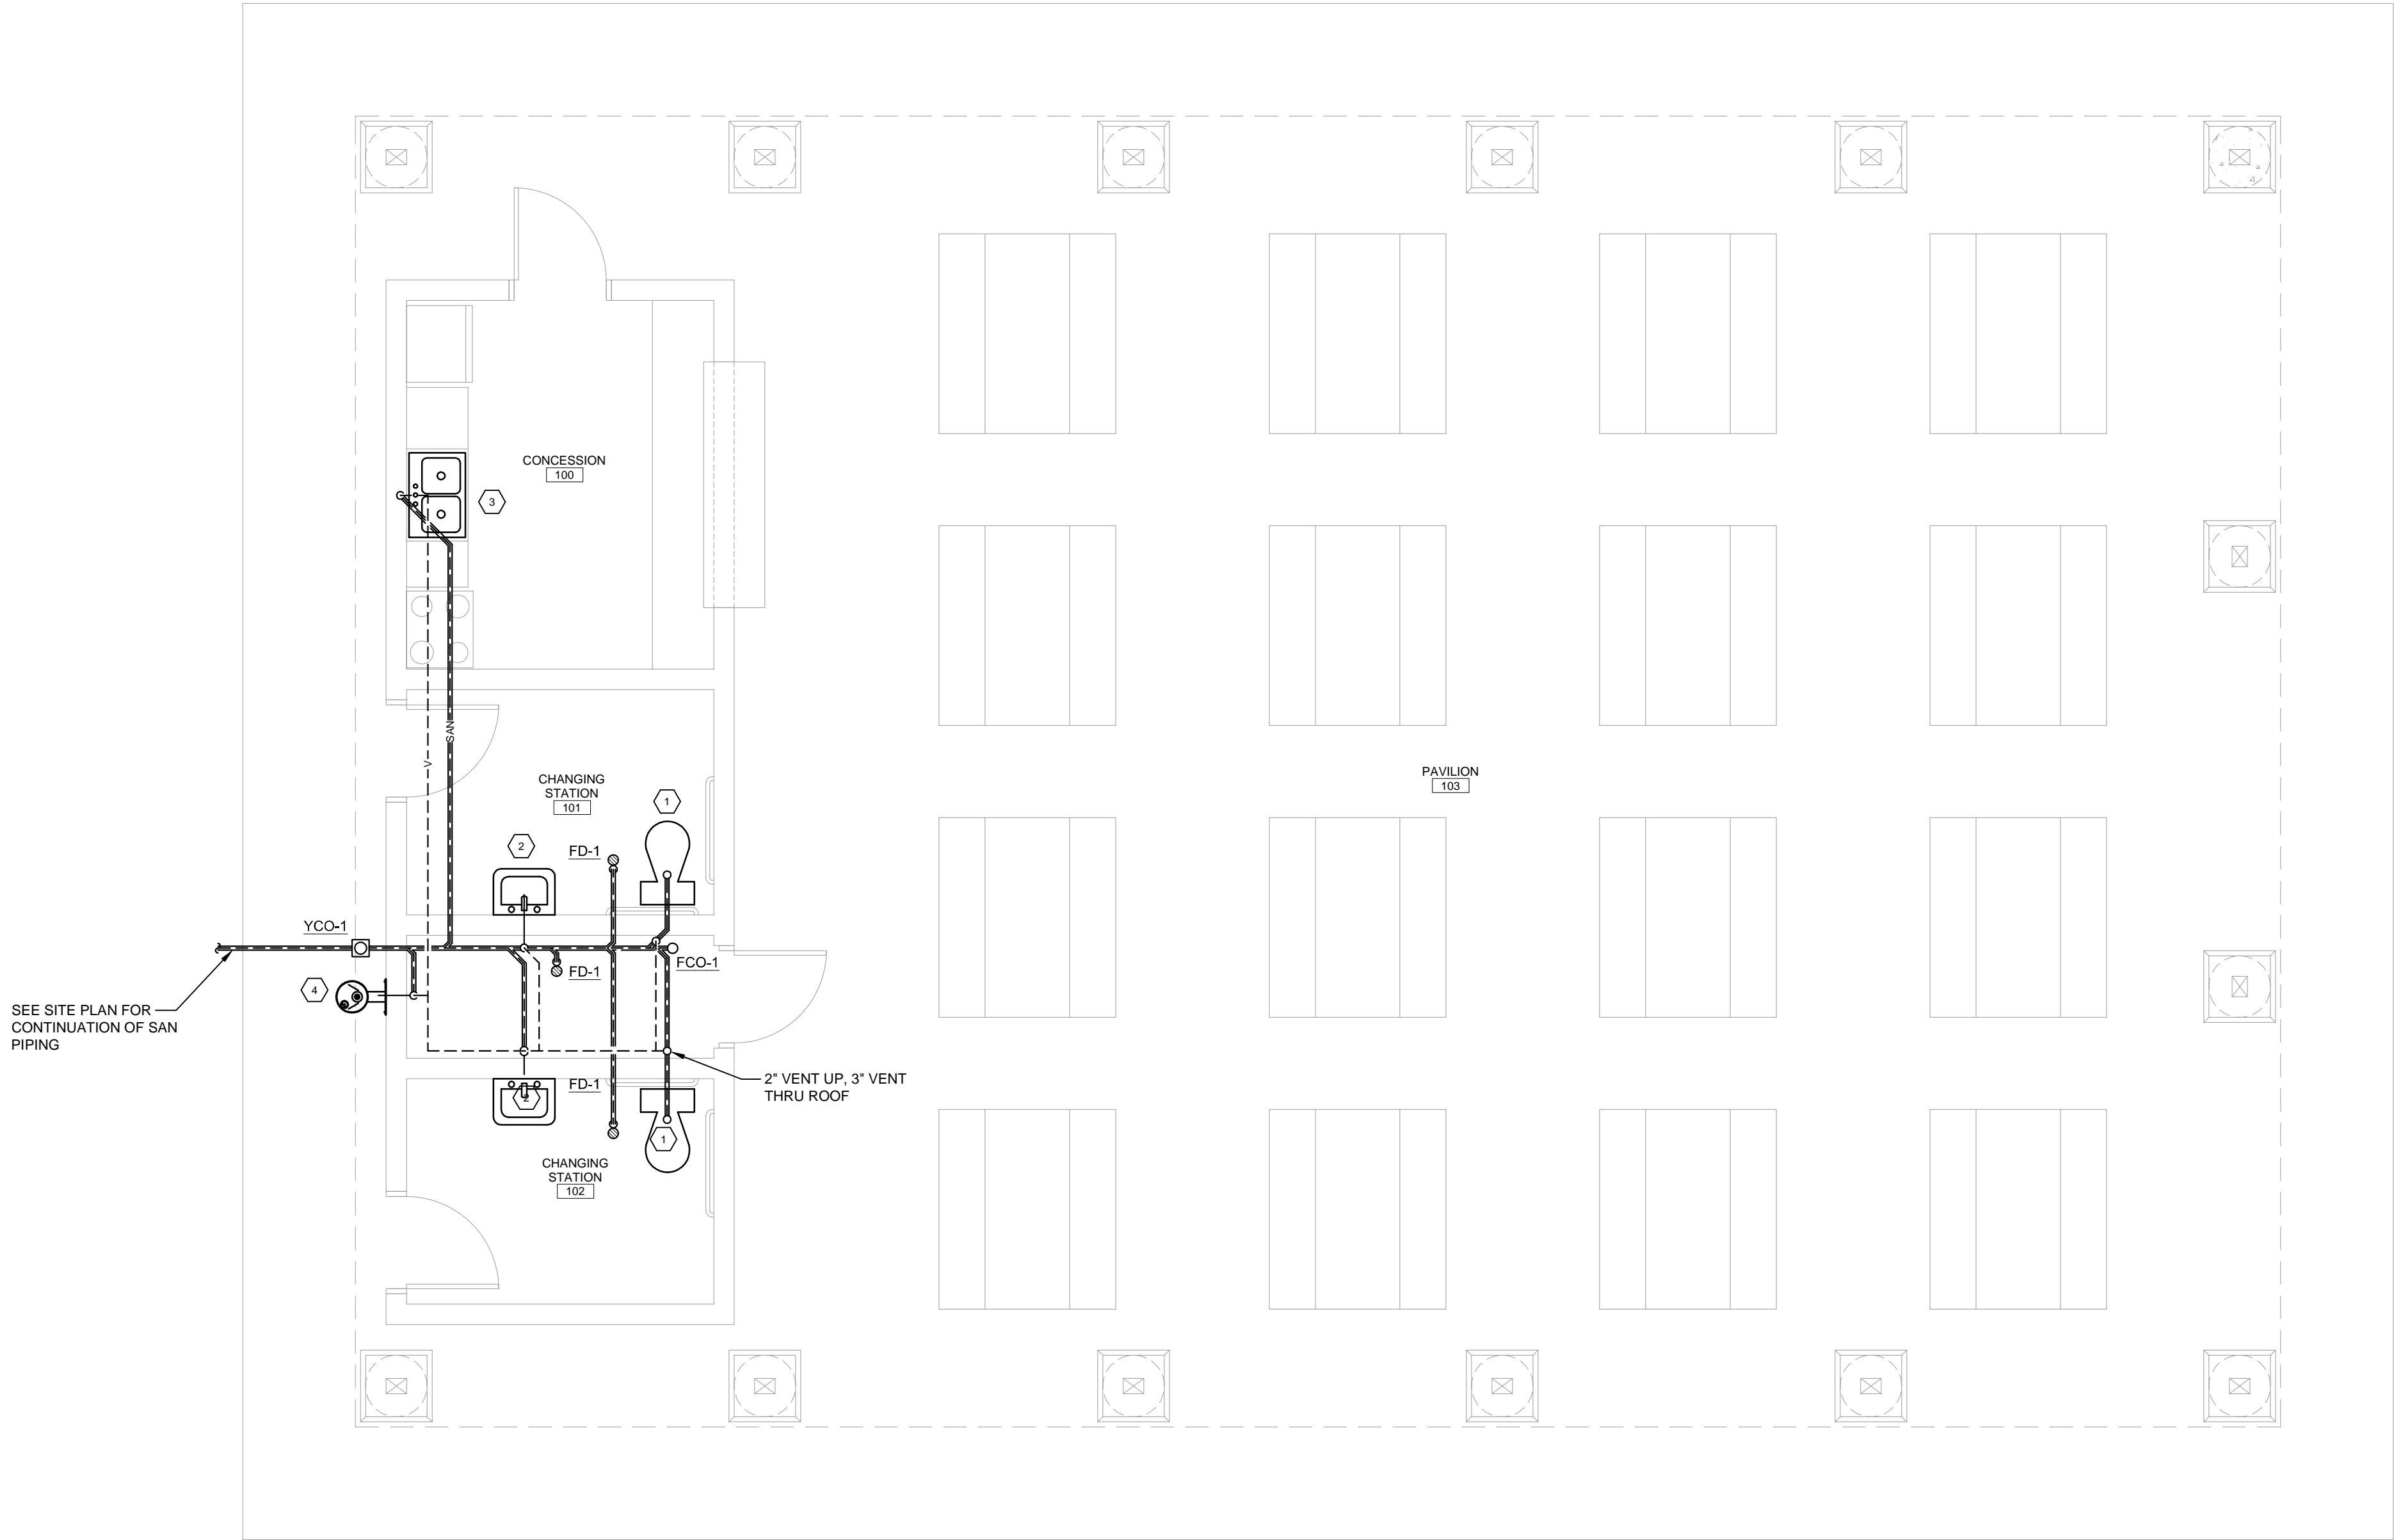 CONCESSION
100
3
SAN
V
PAVILION
103
CHANGING
STATION
101
1
2
FD-1
YCO-1
FCO-1
FD-1
4
SEE SITE PLAN FOR
CONTINUATION OF SAN
PIPING
2" VENT UP, 3" VENT
THRU ROOF
FD-1
2
1
CHANGING
STATION
102